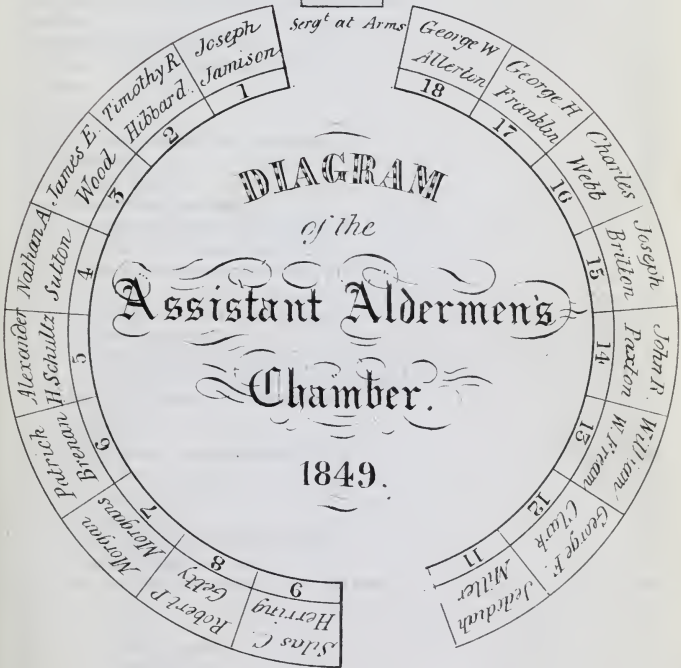 Sergt at Arms
DIAGRAM
of the
Assistant Aldermen's
Chamber.
1849.
Joseph
Jamison
1
Timothy R
Hibbard.
2
James E.
Wood
3
Nathan A.
Sutton
4
Alexander
H. Schultz
5
Patrick
Brenan
6
Morgan
Morgans
7
Robert P
Getty
8
Silas C.
Herring
9
Jedediah
Miller
11
George F.
Clark
12
William
W. Fream
13
John P.
Paxton
14
Joseph
Britton
15
Charles
Webb
16
George H
Franklin
17
George W
Allerton
18